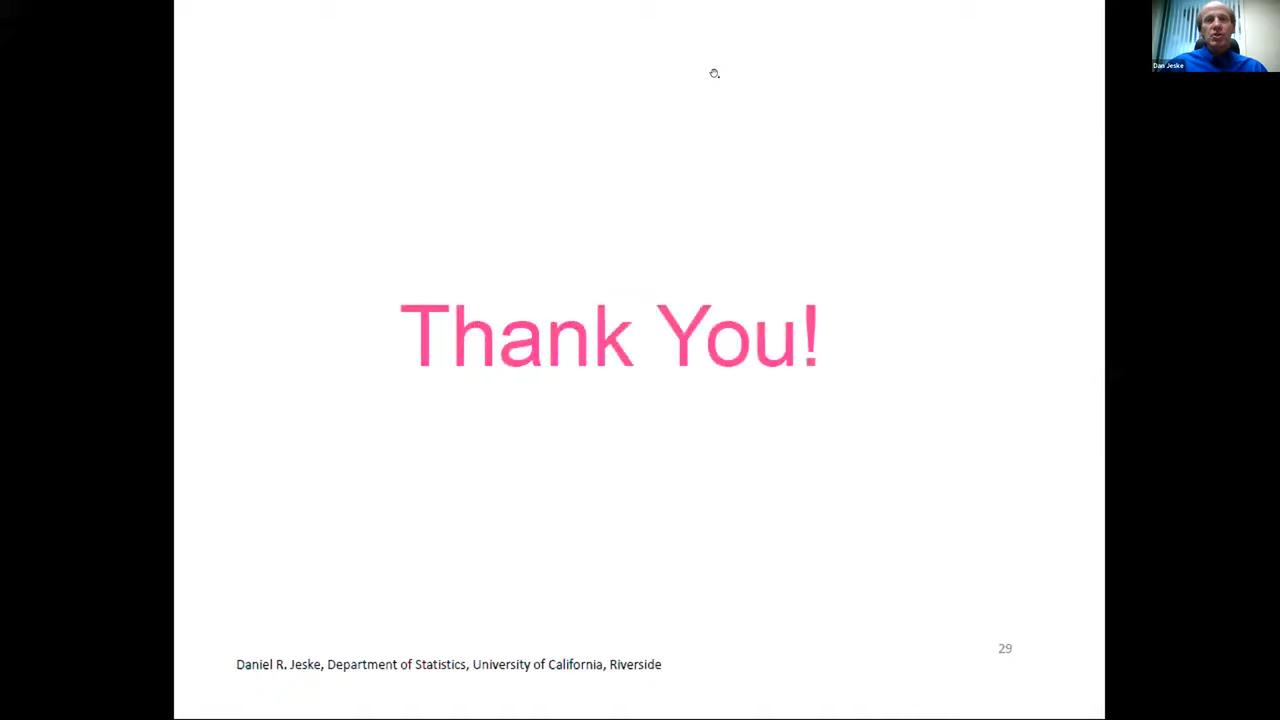 Dan Jeske
Thank You!
29
Daniel R. Jeske, Department of Statistics, University of California, Riverside